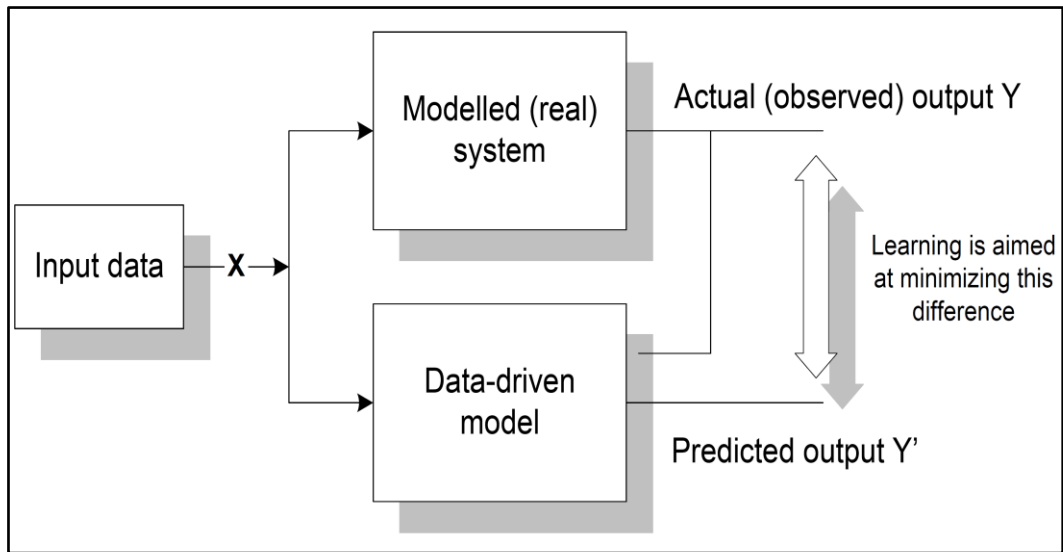 Input data
X
Modelled (real)
system
Actual (observed) output Y
Learning is aimed
at minimizing this
difference
Data-driven
model
Predicted output Y’